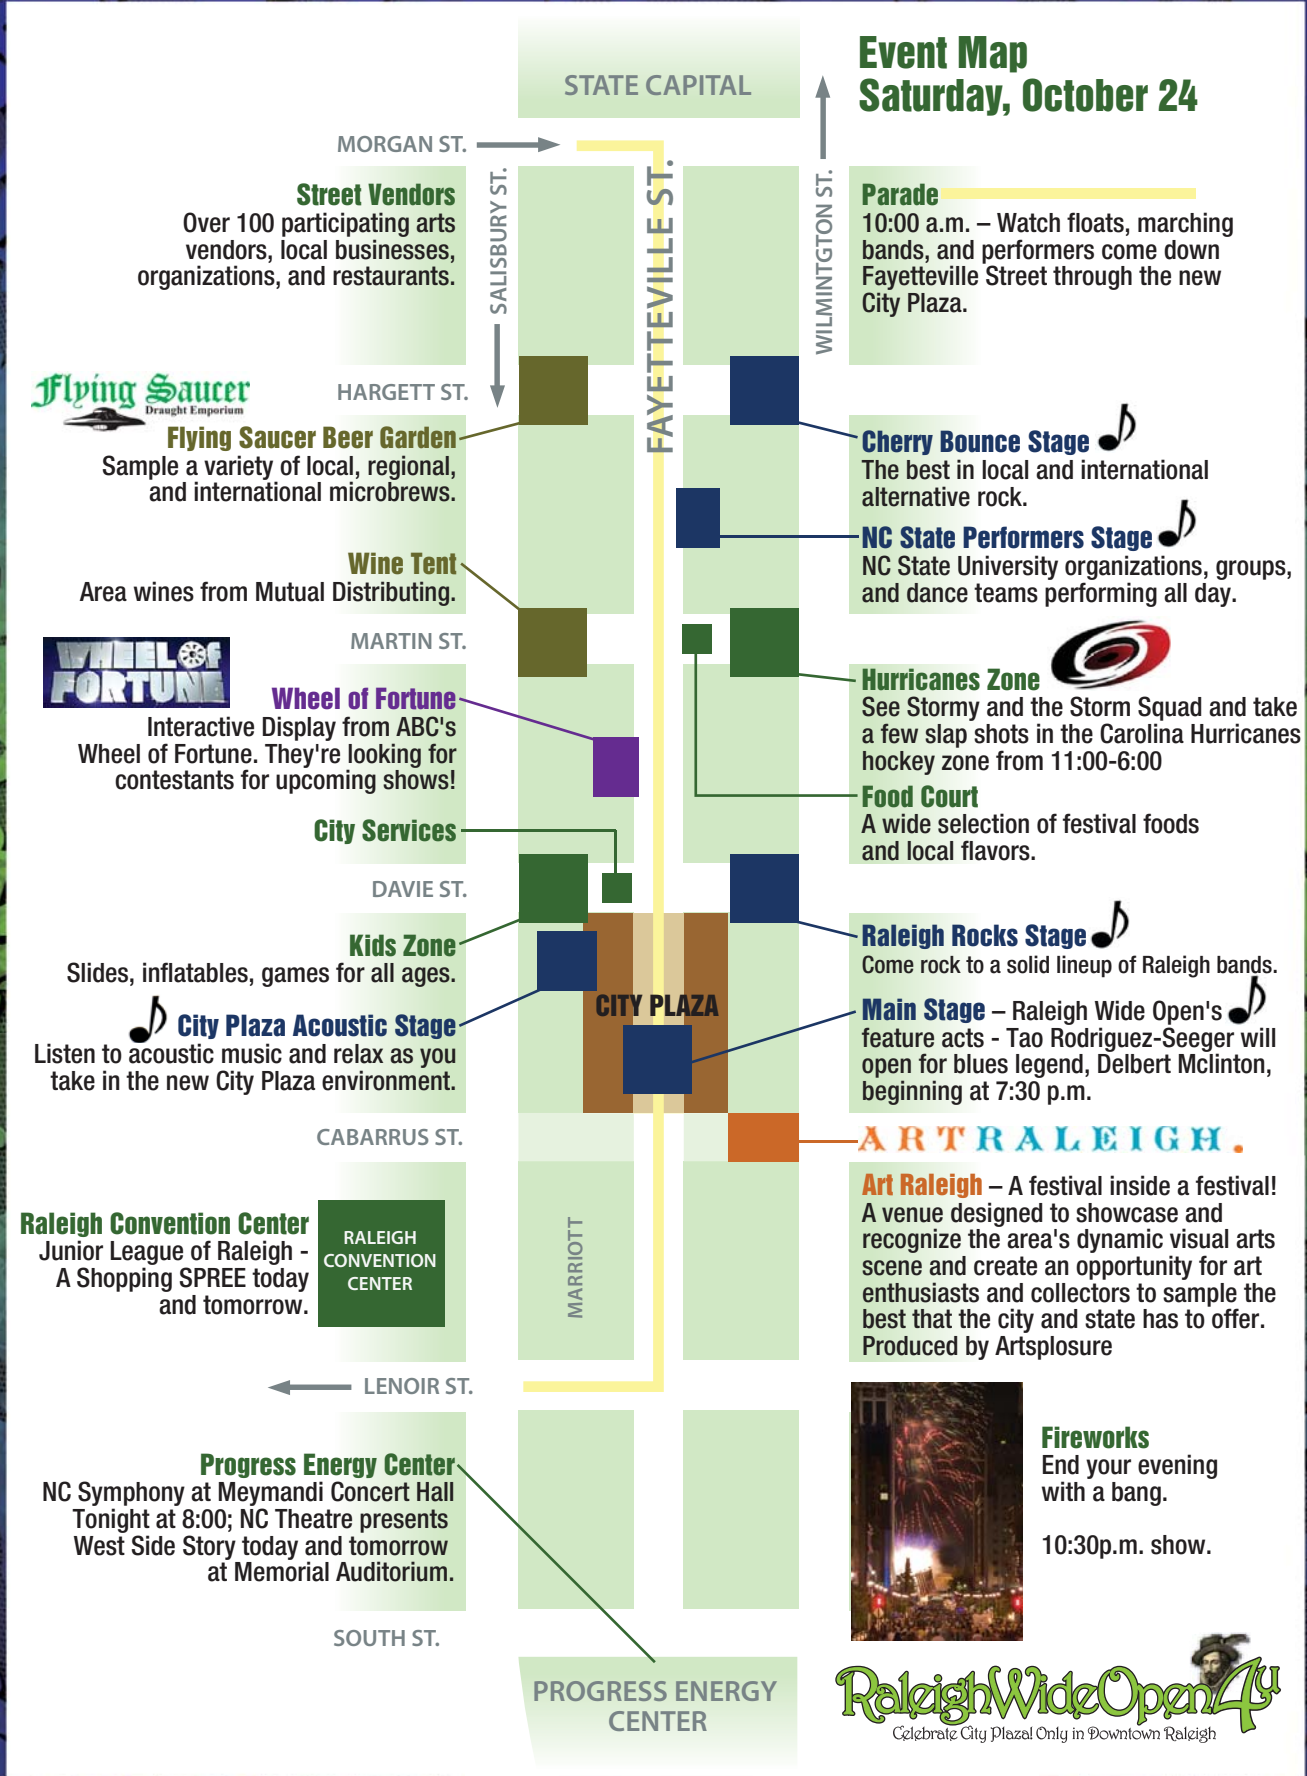 Event Map
Saturday, October 24
STATE CAPITAL
MORGAN ST.
SALISBURY ST.
FAYETTEVILLE ST.
WILMINTGTON ST.
Street Vendors
Over 100 participating arts
vendors, local businesses,
organizations, and restaurants.
Parade
10:00 a.m. – Watch floats, marching
bands, and performers come down
Fayetteville Street through the new
City Plaza.
Flying Saucer
Draught Emporium
HARGETT ST.
Flying Saucer Beer Garden
Sample a variety of local, regional,
and international microbrews.
Cherry Bounce Stage
The best in local and international
alternative rock.
NC State Performers Stage
NC State University organizations, groups,
and dance teams performing all day.
Wine Tent
Area wines from Mutual Distributing.
MARTIN ST.
WHEEL OF
FORTUNE
Wheel of Fortune
Interactive Display from ABC's
Wheel of Fortune. They're looking for
contestants for upcoming shows!
Hurricanes Zone
See Stormy and the Storm Squad and take
a few slap shots in the Carolina Hurricanes
hockey zone from 11:00-6:00
Food Court
A wide selection of festival foods
and local flavors.
City Services
DAVIE ST.
Kids Zone
Slides, inflatables, games for all ages.
City Plaza Acoustic Stage
Listen to acoustic music and relax as you
take in the new City Plaza environment.
CITY PLAZA
Raleigh Rocks Stage
Come rock to a solid lineup of Raleigh bands.
Main Stage – Raleigh Wide Open's
feature acts - Tao Rodriguez-Seeger will
open for blues legend, Delbert Mclinton,
beginning at 7:30 p.m.
CABARRUS ST.
ARTRALEIGH.
Art Raleigh – A festival inside a festival!
A venue designed to showcase and
recognize the area's dynamic visual arts
scene and create an opportunity for art
enthusiasts and collectors to sample the
best that the city and state has to offer.
Produced by Artsplosure
Raleigh Convention Center
Junior League of Raleigh -
A Shopping SPREE today
and tomorrow.
RALEIGH
CONVENTION
CENTER
MARRIOTT
LENOIR ST.
Progress Energy Center
NC Symphony at Meymandi Concert Hall
Tonight at 8:00; NC Theatre presents
West Side Story today and tomorrow
at Memorial Auditorium.
Fireworks
End your evening
with a bang.
10:30p.m. show.
SOUTH ST.
PROGRESS ENERGY
CENTER
RaleighWideOpen4u
Celebrate City Plaza! Only in Downtown Raleigh